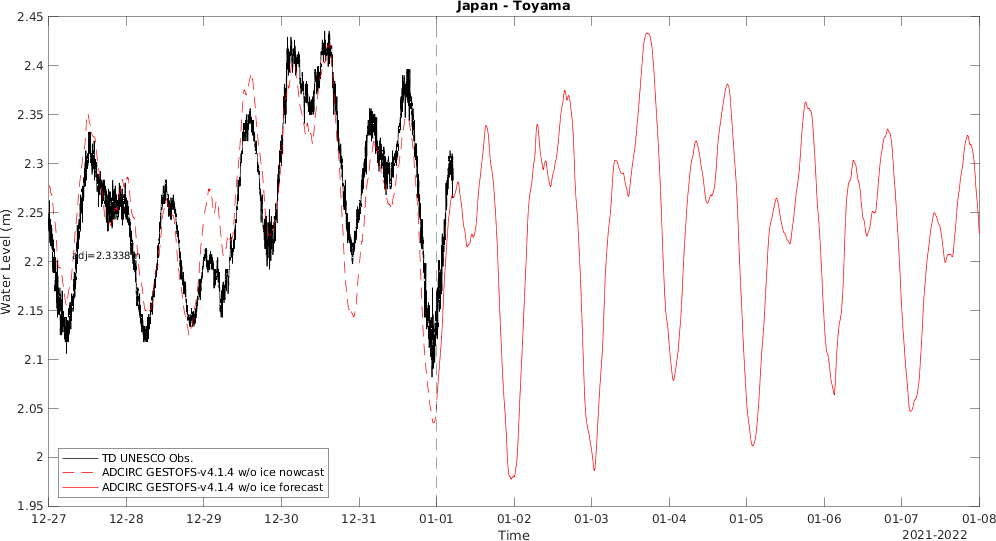 Japan - Toyama
2.45
2.4
2.35
2.3
2.25
2.2
2.15
2.1
2.05
2
1.95
Water Level (m)
adj=2.3338m
TD UNESCO Obs.
ADCIRC GESTOFS-v4.1.4 w/o ice nowcast
ADCIRC GESTOFS-v4.1.4 w/o ice forecast
12-27 12-28 12-29 12-30 12-31 01-01 01-02 01-03 01-04 01-05 01-06 01-07 01-08
Time
2021-2022